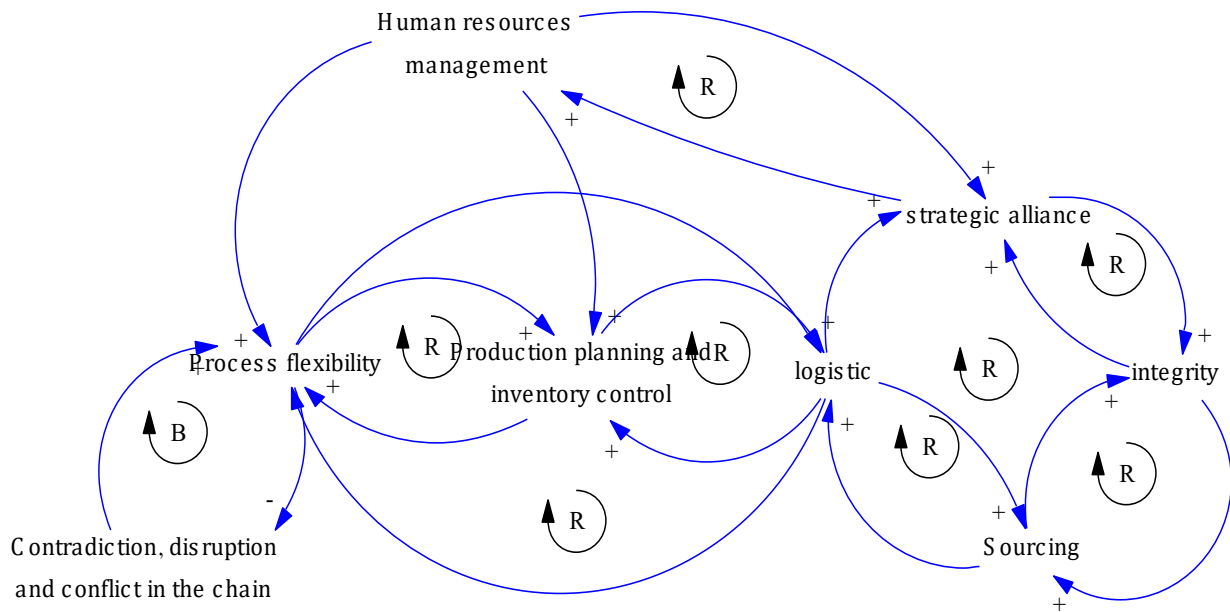 Human resources
management
R
+
+
+
strategic alliance
+
R
+
+
+
+
+
+
R
Production planning and
R
Process flexibility
+
+
logistic
R
integrity
inventory control
+
B
+
+
R
R
-
R
+
Contradiction, disruption
and conflict in the chain
Sourcing
+